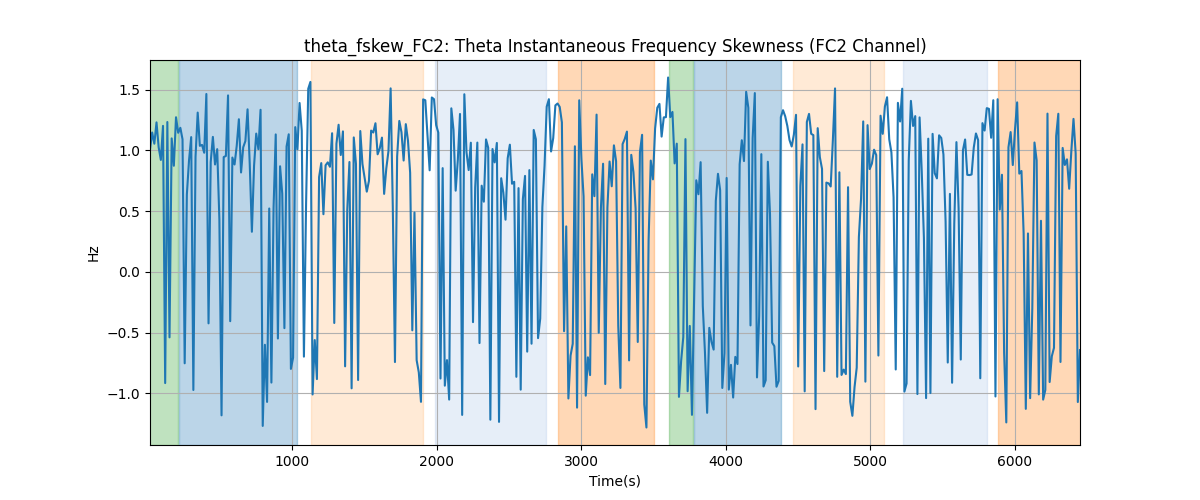 theta_fskew_FC2: Theta Instantaneous Frequency Skewness (FC2 Channel)
1.5
1.0
0.5
0.0
−0.5
−1.0
Hz
1000 2000 3000 4000 5000 6000
Time(s)